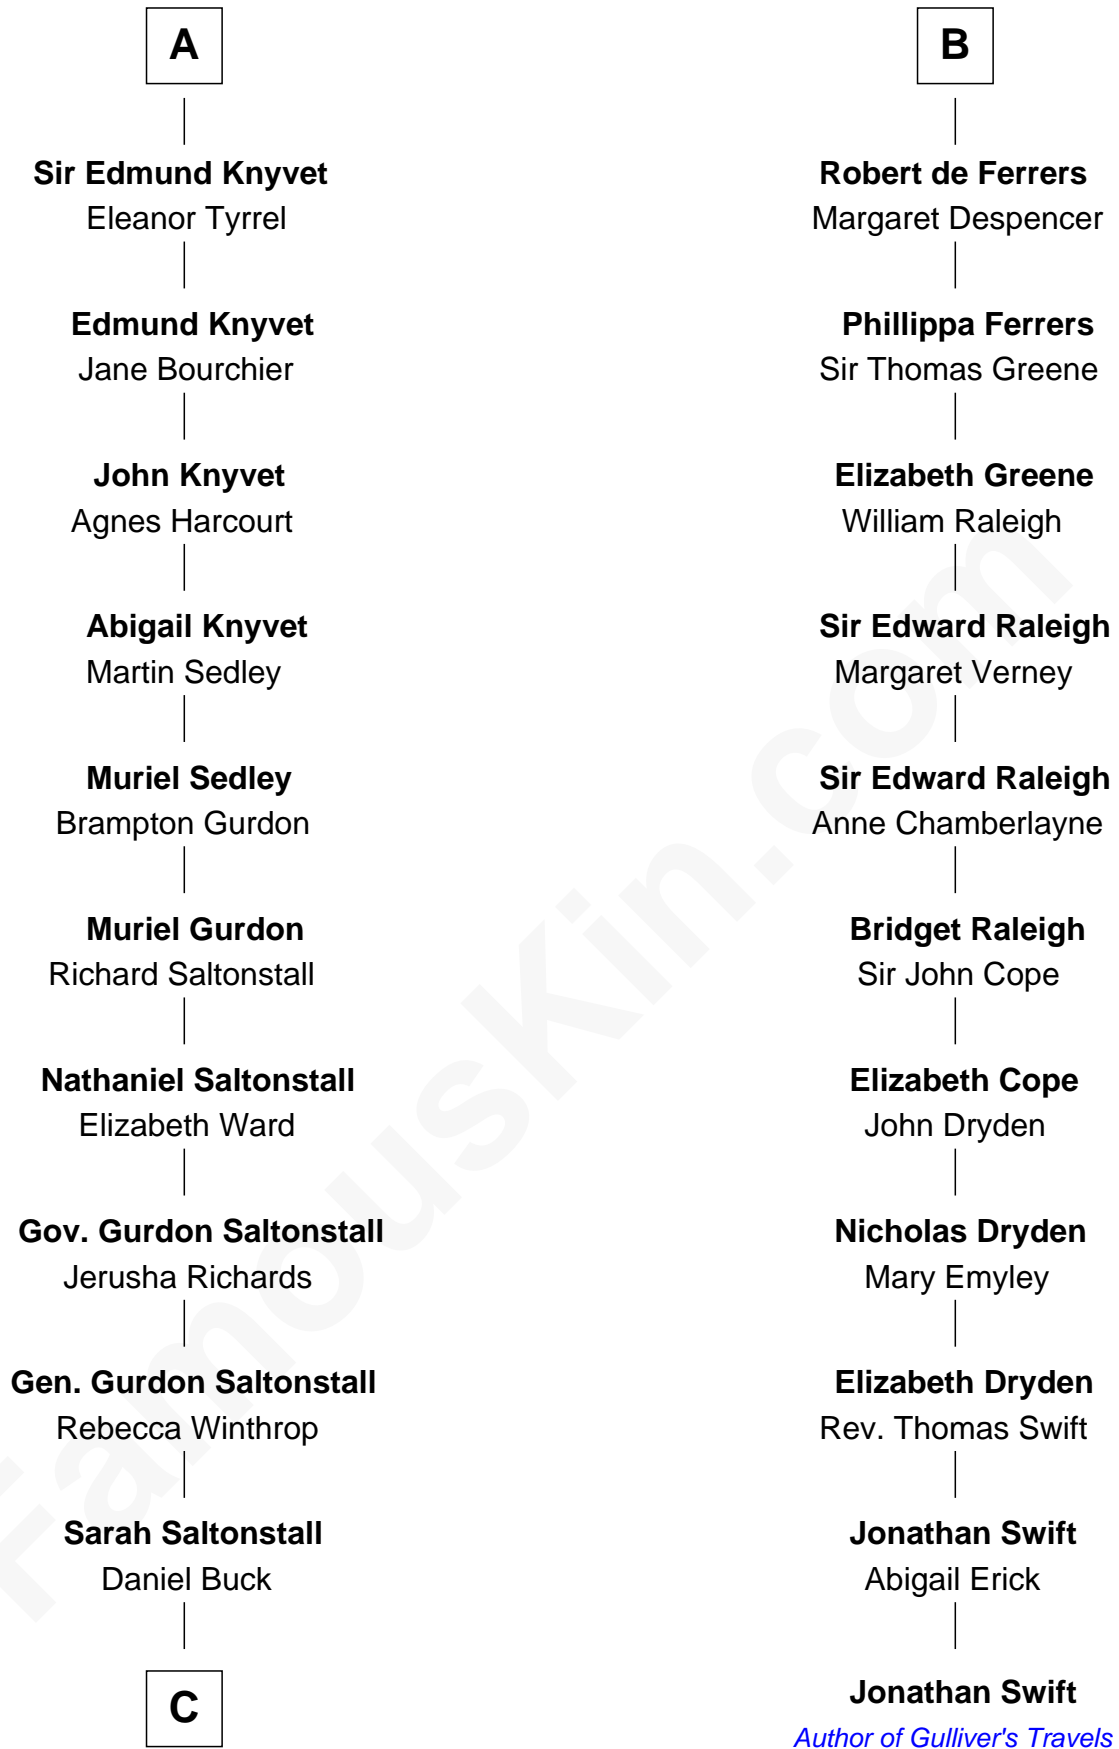 A
Sir Edmund Knyvet
Eleanor Tyrrel
Edmund Knyvet
Jane Bourchier
John Knyvet
Agnes Harcourt
Abigail Knyvet
Martin Sedley
Muriel Sedley
Brampton Gurdon
Muriel Gurdon
Richard Saltonstall
Nathaniel Saltonstall
Elizabeth Ward
Gov. Gurdon Saltonstall
Jerusha Richards
Gen. Gurdon Saltonstall
Rebecca Winthrop
Sarah Saltonstall
Daniel Buck
C
B
Robert de Ferrers
Margaret Despencer
Phillippa Ferrers
Sir Thomas Greene
Elizabeth Greene
William Raleigh
Sir Edward Raleigh
Margaret Verney
Sir Edward Raleigh
Anne Chamberlayne
Bridget Raleigh
Sir John Cope
Elizabeth Cope
John Dryden
Nicholas Dryden
Mary Emyley
Elizabeth Dryden
Rev. Thomas Swift
Jonathan Swift
Abigail Erick
Jonathan Swift
Author of Gulliver's Travels
FamousKin.com